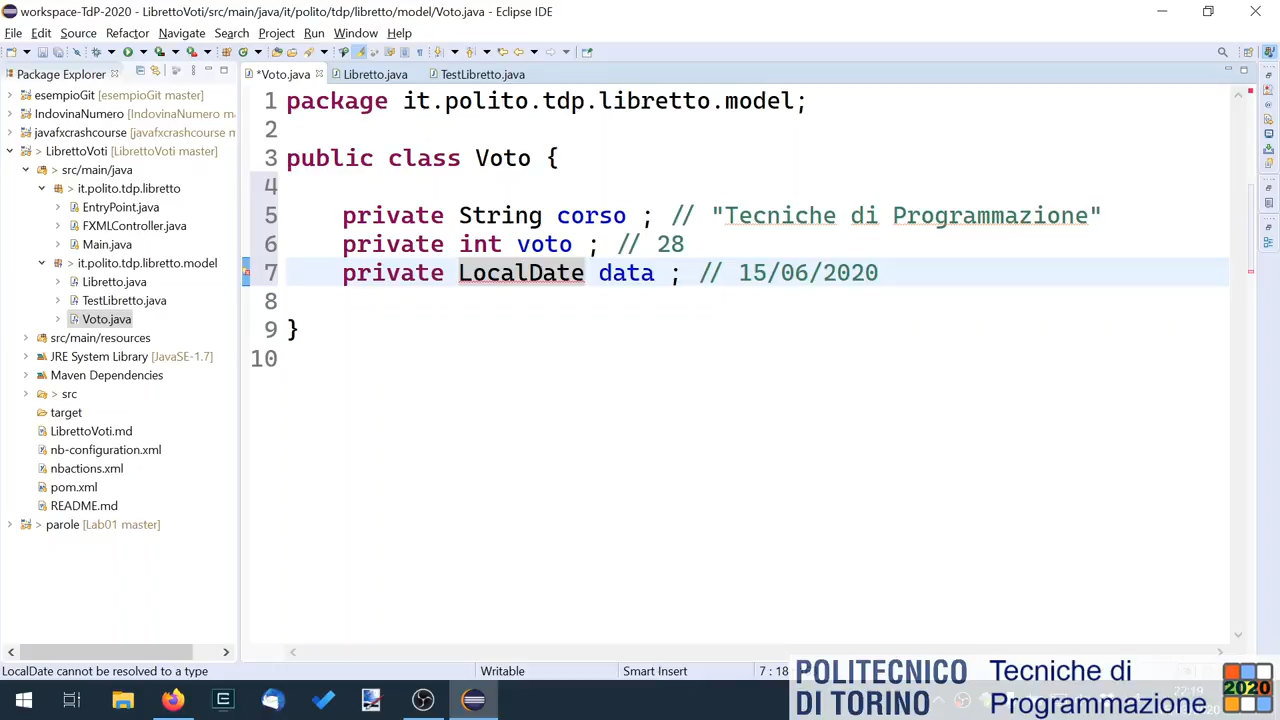 workspace-TdP-2020 - LibrettoVoti/src/main/java/it/polito/tdp/libretto/model/Voto.java - Eclipse IDE
File Edit Source Refactor Navigate Search Project Run Window Help
Package Explorer
*Voto.java Libretto.java TestLibretto.java
> esempioGit [esempioGit master]
> IndovinaNumero [IndovinaNumero ma
> javafxcrashcourse [javafxcrashcourse m
> LibrettoVoti [LibrettoVoti master]
> src/main/java
> it.polito.tdp.libretto
EntryPoint.java
FXMLController.java
Main.java
> it.polito.tdp.libretto.model
Libretto.java
TestLibretto.java
Voto.java
src/main/resources
JRE System Library [JavaSE-1.7]
Maven Dependencies
> src
target
LibrettoVoti.md
nb-configuration.xml
nbactions.xml
pom.xml
README.md
> parole [Lab01 master]
1 package it.polito.tdp.libretto.model;
2
3 public class Voto {
4
5 private String corso ; // "Tecniche di Programmazione"
6 private int voto ; // 28
7 private LocalDate data ; // 15/06/2020
8
9 }
10
LocalDate cannot be resolved to a type
Writable
Smart Insert
7 : 18
POLITECNICO
DI TORINO
Tecniche di
Programmazione
2020